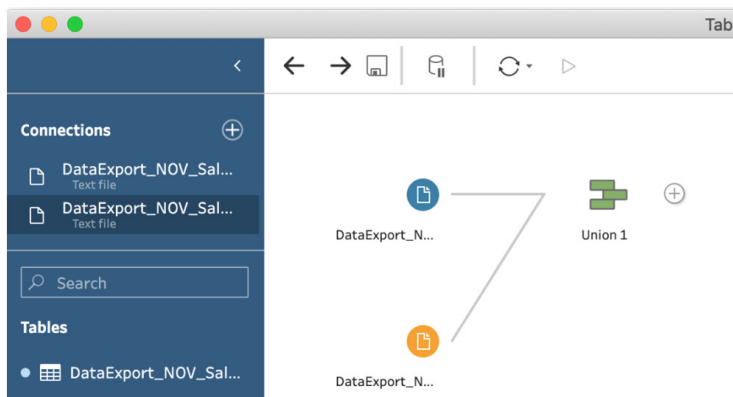 Tab
Connections
DataExport_NOV_Sal...
Text file
DataExport_NOV_Sal...
Text file
Search
Tables
DataExport_NOV_Sal...
DataExport_N...
Union 1
DataExport_N...